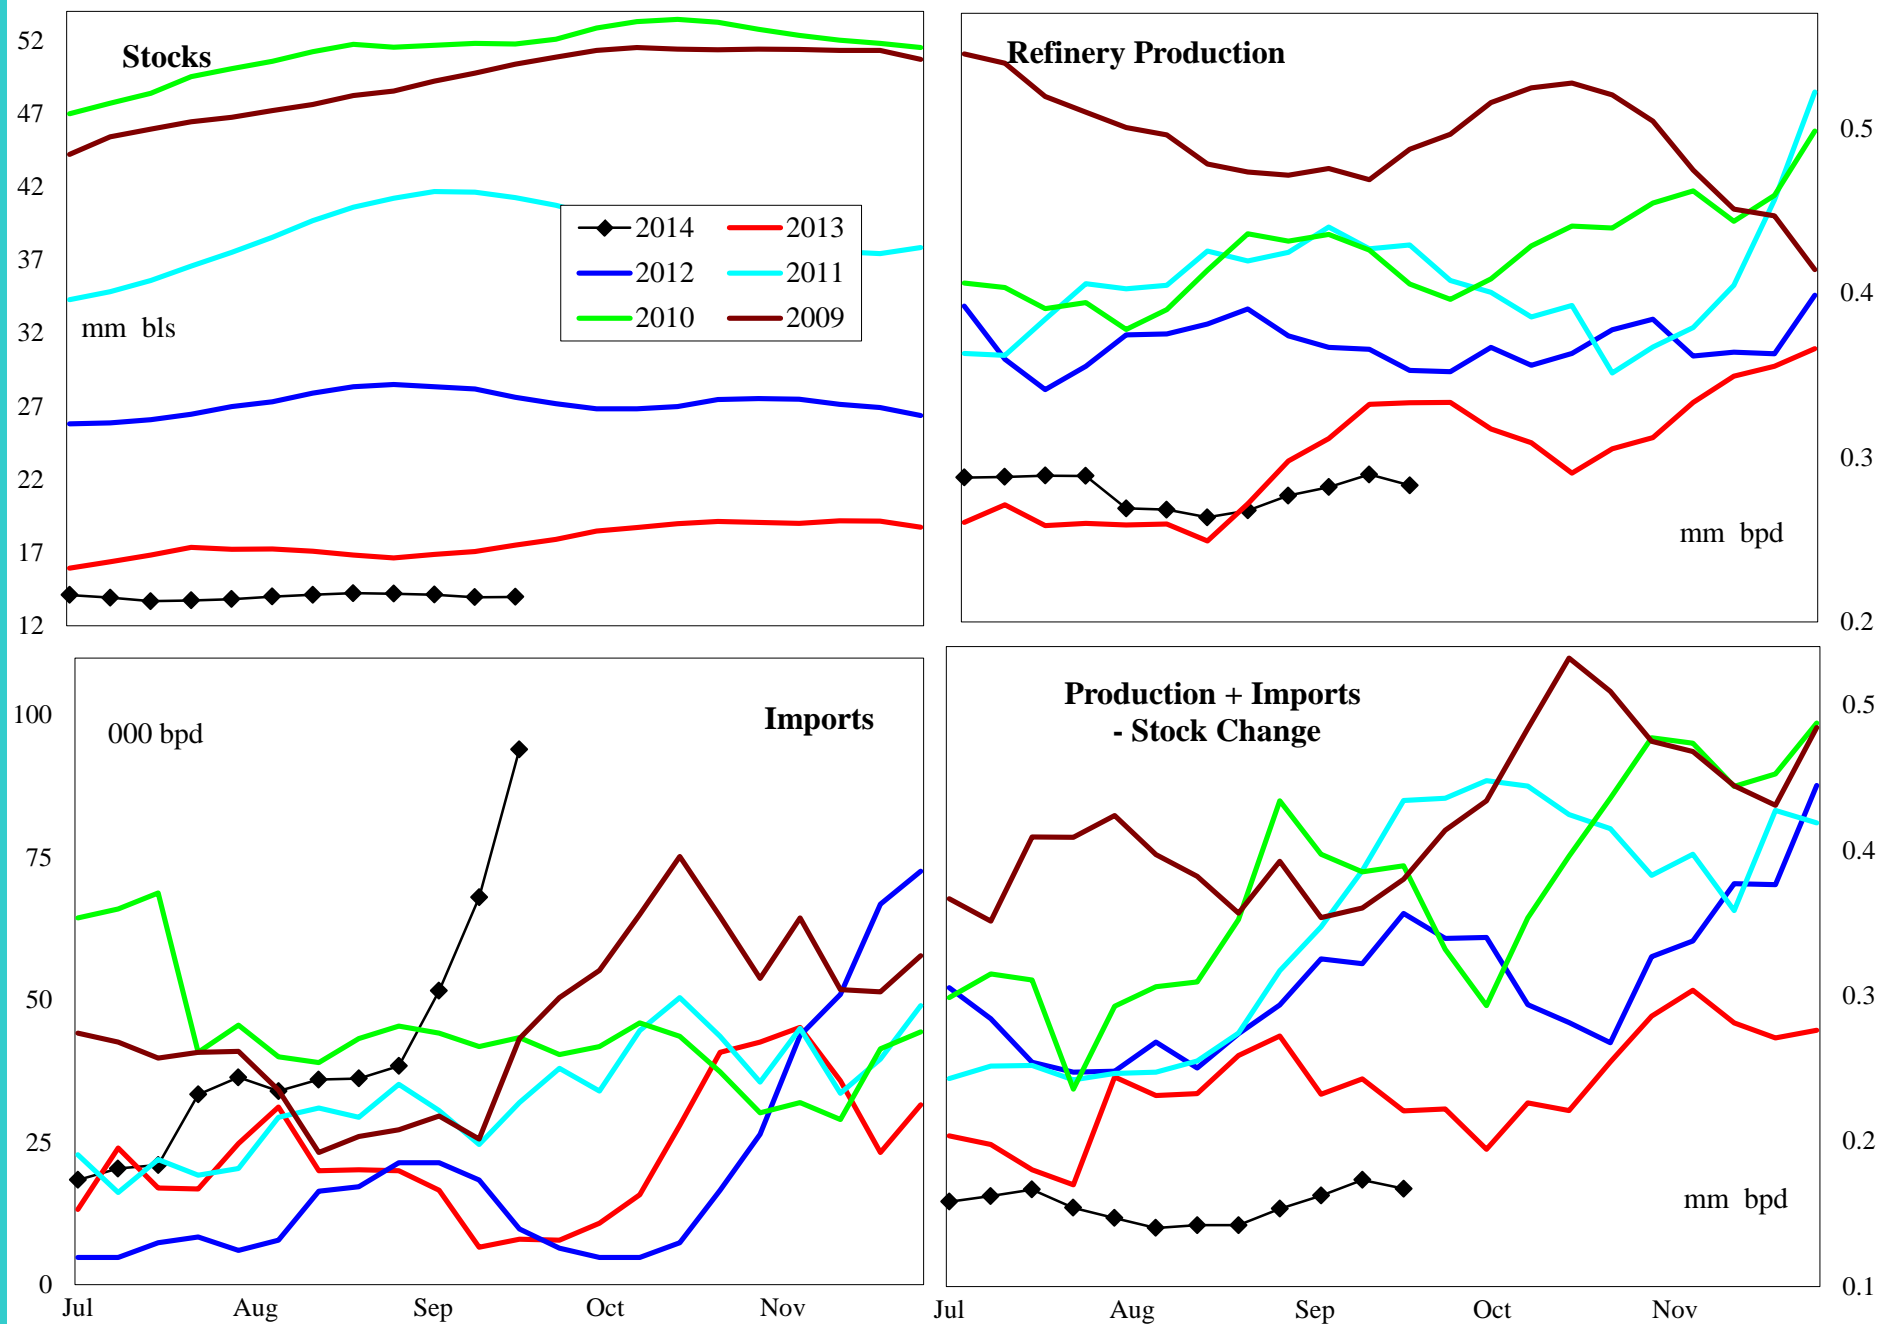 Stocks
52
47
42
37
32
27
22
17
12
mm bls
2014
2013
2012
2011
2010
2009
Refinery Production
0.5
0.4
0.3
0.2
mm bpd
Imports
000 bpd
100
75
50
25
0
Jul Aug Sep Oct Nov
Production + Imports
- Stock Change
0.5
0.4
0.3
0.2
0.1
mm bpd
Jul Aug Sep Oct Nov